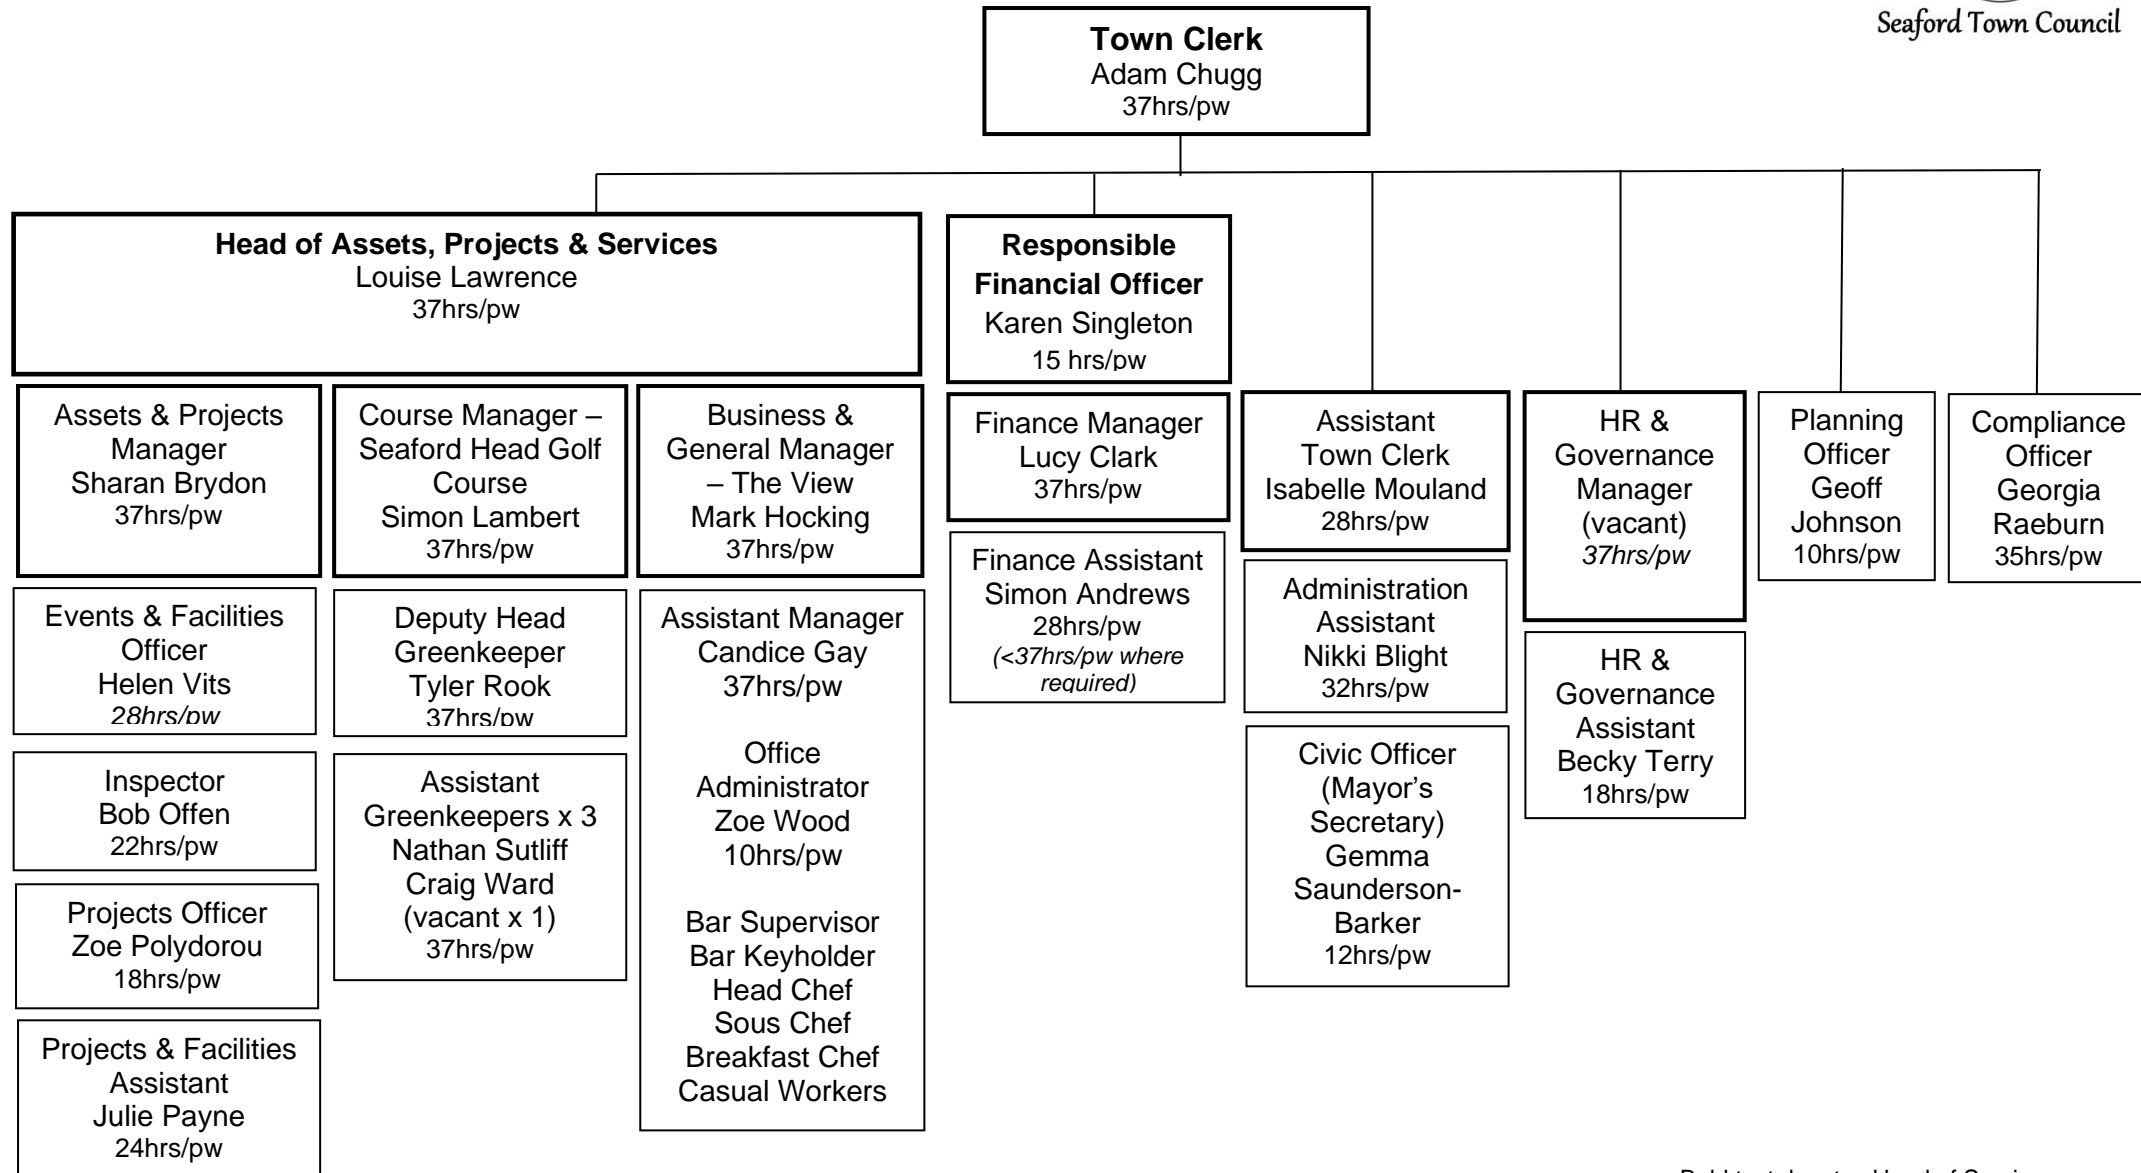 Seaford Town Council
Town Clerk
Adam Chugg
37hrs/pw
Head of Assets, Projects & Services
Louise Lawrence
37hrs/pw
Responsible
Financial Officer
Karen Singleton
15 hrs/pw
Assets & Projects
Manager
Sharan Brydon
37hrs/pw
Events & Facilities
Officer
Helen Vits
28hrs/pw
Inspector
Bob Offen
22hrs/pw
Projects Officer
Zoe Polydorou
18hrs/pw
Projects & Facilities
Assistant
Julie Payne
24hrs/pw
Course Manager –
Seaford Head Golf
Course
Simon Lambert
37hrs/pw
Deputy Head
Greenkeeper
Tyler Rook
37hrs/pw
Assistant
Greenkeepers x 3
Nathan Sutliff
Craig Ward
(vacant x 1)
37hrs/pw
Business &
General Manager
– The View
Mark Hocking
37hrs/pw
Assistant Manager
Candice Gay
37hrs/pw
Office
Administrator
Zoe Wood
10hrs/pw
Bar Supervisor
Bar Keyholder
Head Chef
Sous Chef
Breakfast Chef
Casual Workers
Finance Manager
Lucy Clark
37hrs/pw
Finance Assistant
Simon Andrews
28hrs/pw
(<37hrs/pw where
required)
Assistant
Town Clerk
Isabelle Mouland
28hrs/pw
Administration
Assistant
Nikki Blight
32hrs/pw
Civic Officer
(Mayor’s
Secretary)
Gemma
Saunderson-
Barker
12hrs/pw
HR &
Governance
Manager
(vacant)
37hrs/pw
HR &
Governance
Assistant
Becky Terry
18hrs/pw
Planning
Officer
Geoff
Johnson
10hrs/pw
Compliance
Officer
Georgia
Raeburn
35hrs/pw